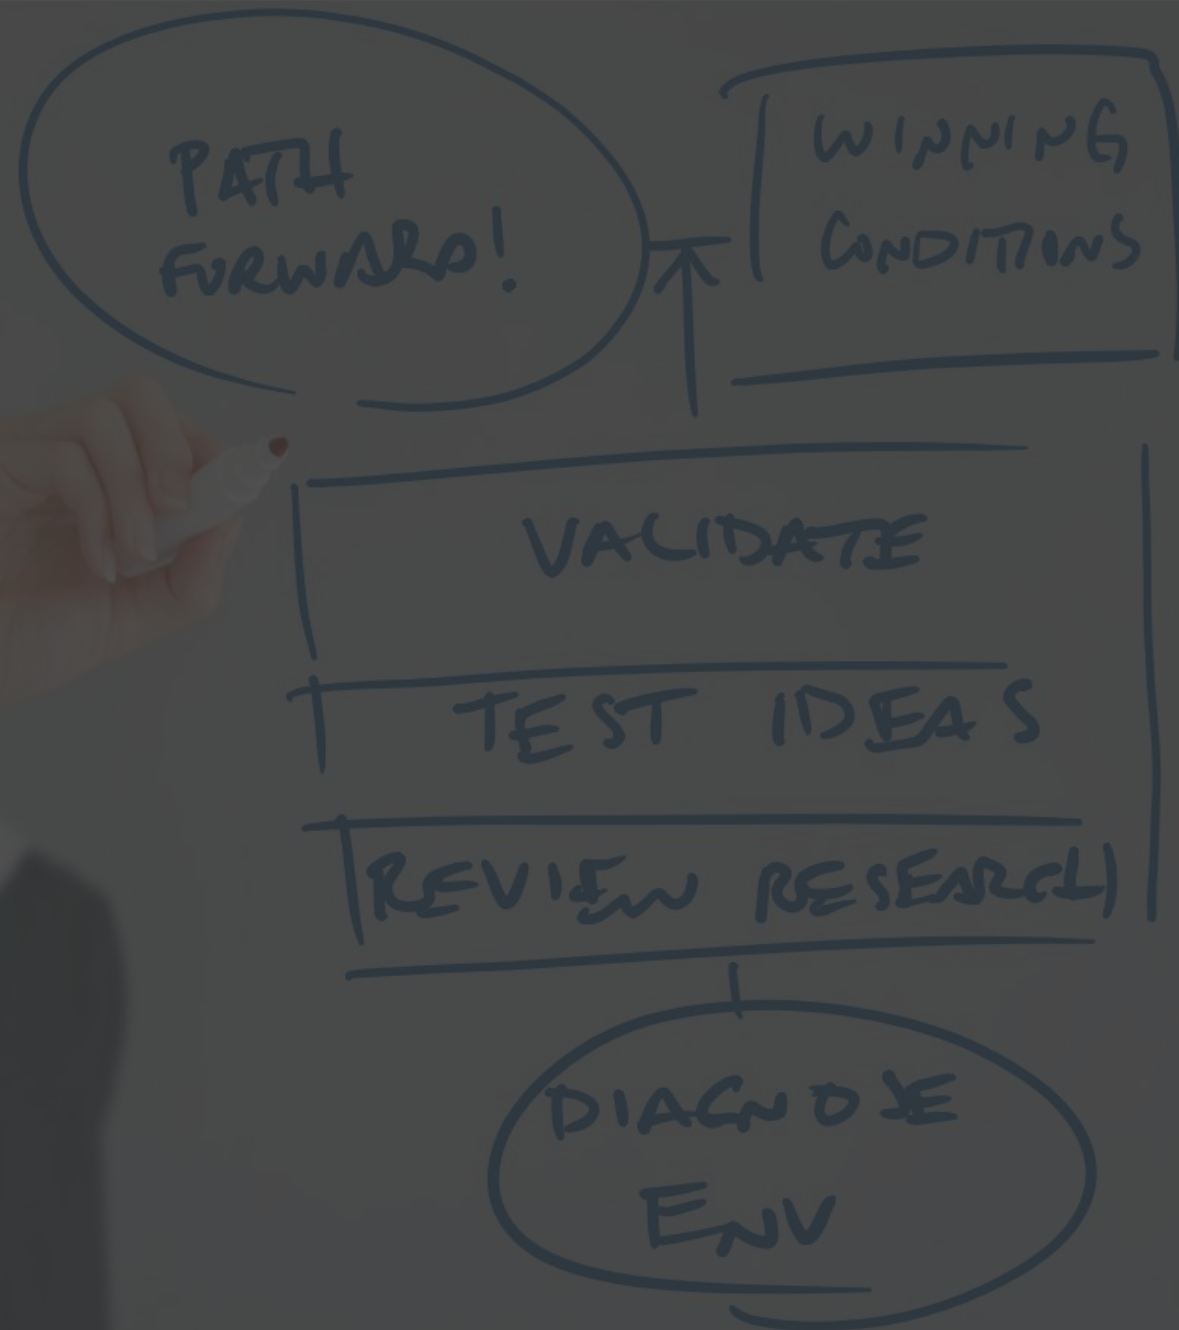 PATH
FORWARD!
WINNING
CONDITIONS
VALIDATE
TEST IDEAS
REVIEW RESEARCH
DIAGNOSE
ENV